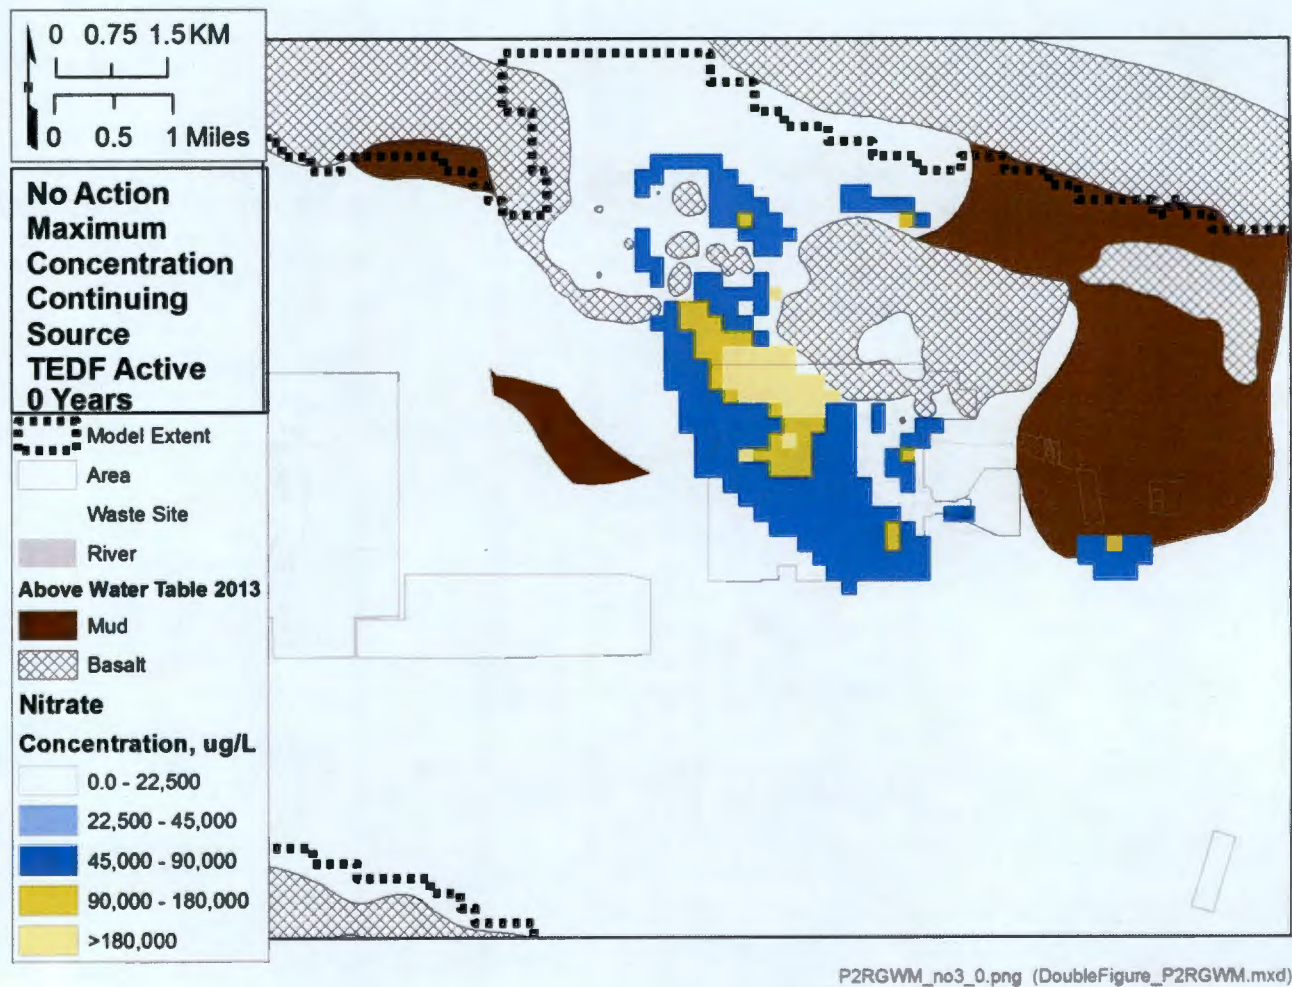 0 0.75 1.5 KM
0 0.5 1 Miles
No Action
Maximum
Concentration
Continuing
Source
TEDF Active
0 Years
Model Extent
Area
Waste Site
River
Above Water Table 2013
Mud
Basalt
Nitrate
Concentration, ug/L
0.0 - 22,500
22,500 - 45,000
45,000 - 90,000
90,000 - 180,000
>180,000
P2RGWM_no3_0.png (DoubleFigure_P2RGWM.mxd)